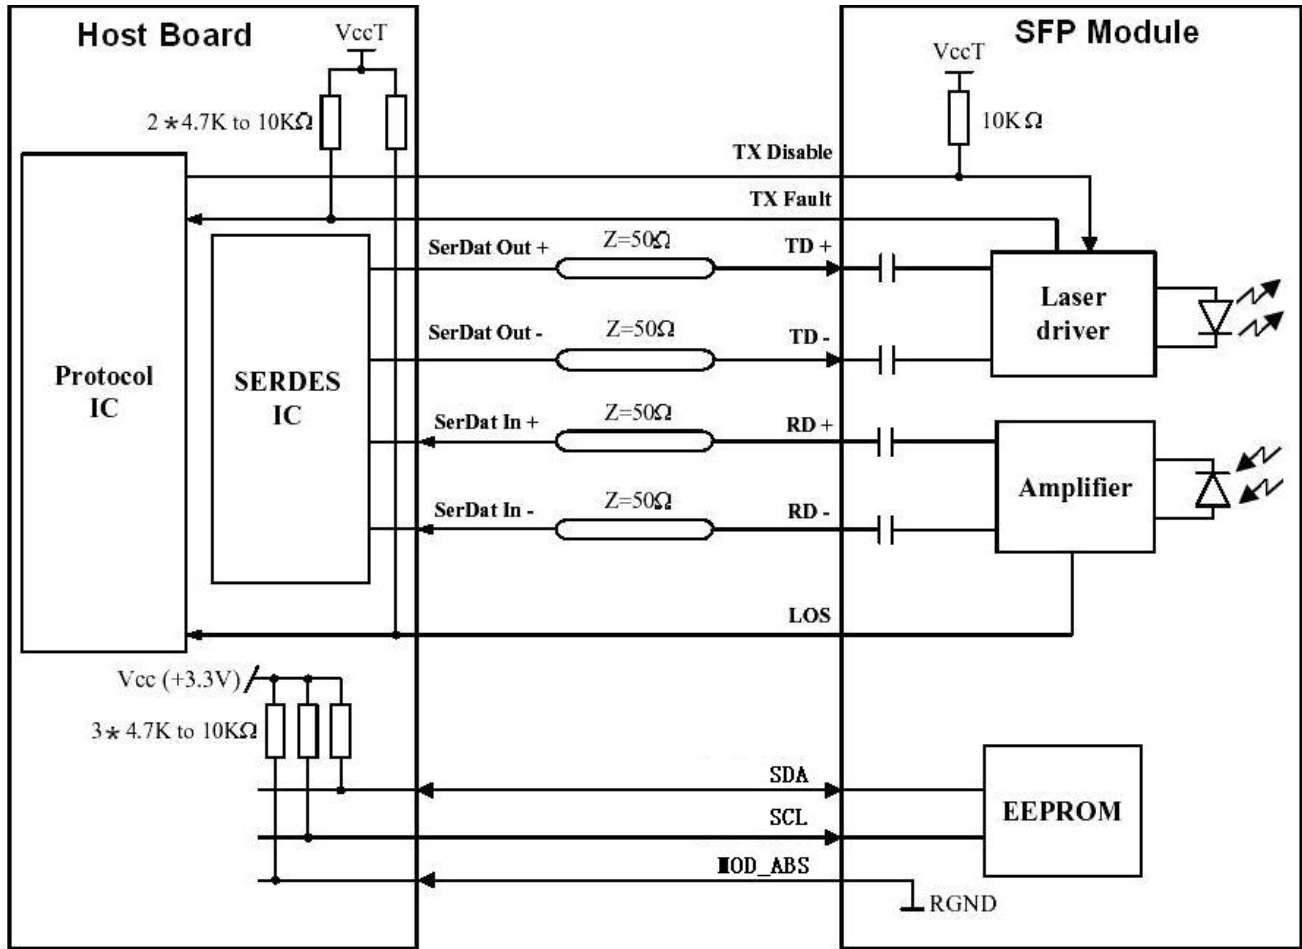 Host Board
VccT
SFP Module
VccT
2*4.7K to 10KΩ
10KΩ
TX Disable
TX Fault
SerDat Out +
Z=50Ω
TD +
SerDat Out -
Z=50Ω
TD -
Laser
driver
Protocol
IC
SERDES
IC
SerDat In +
Z=50Ω
RD +
SerDat In -
Z=50Ω
RD -
Amplifier
LOS
Vcc (+3.3V)
3*4.7K to 10KΩ
SDA
SCL
MOD_ABS
EEPROM
RGND